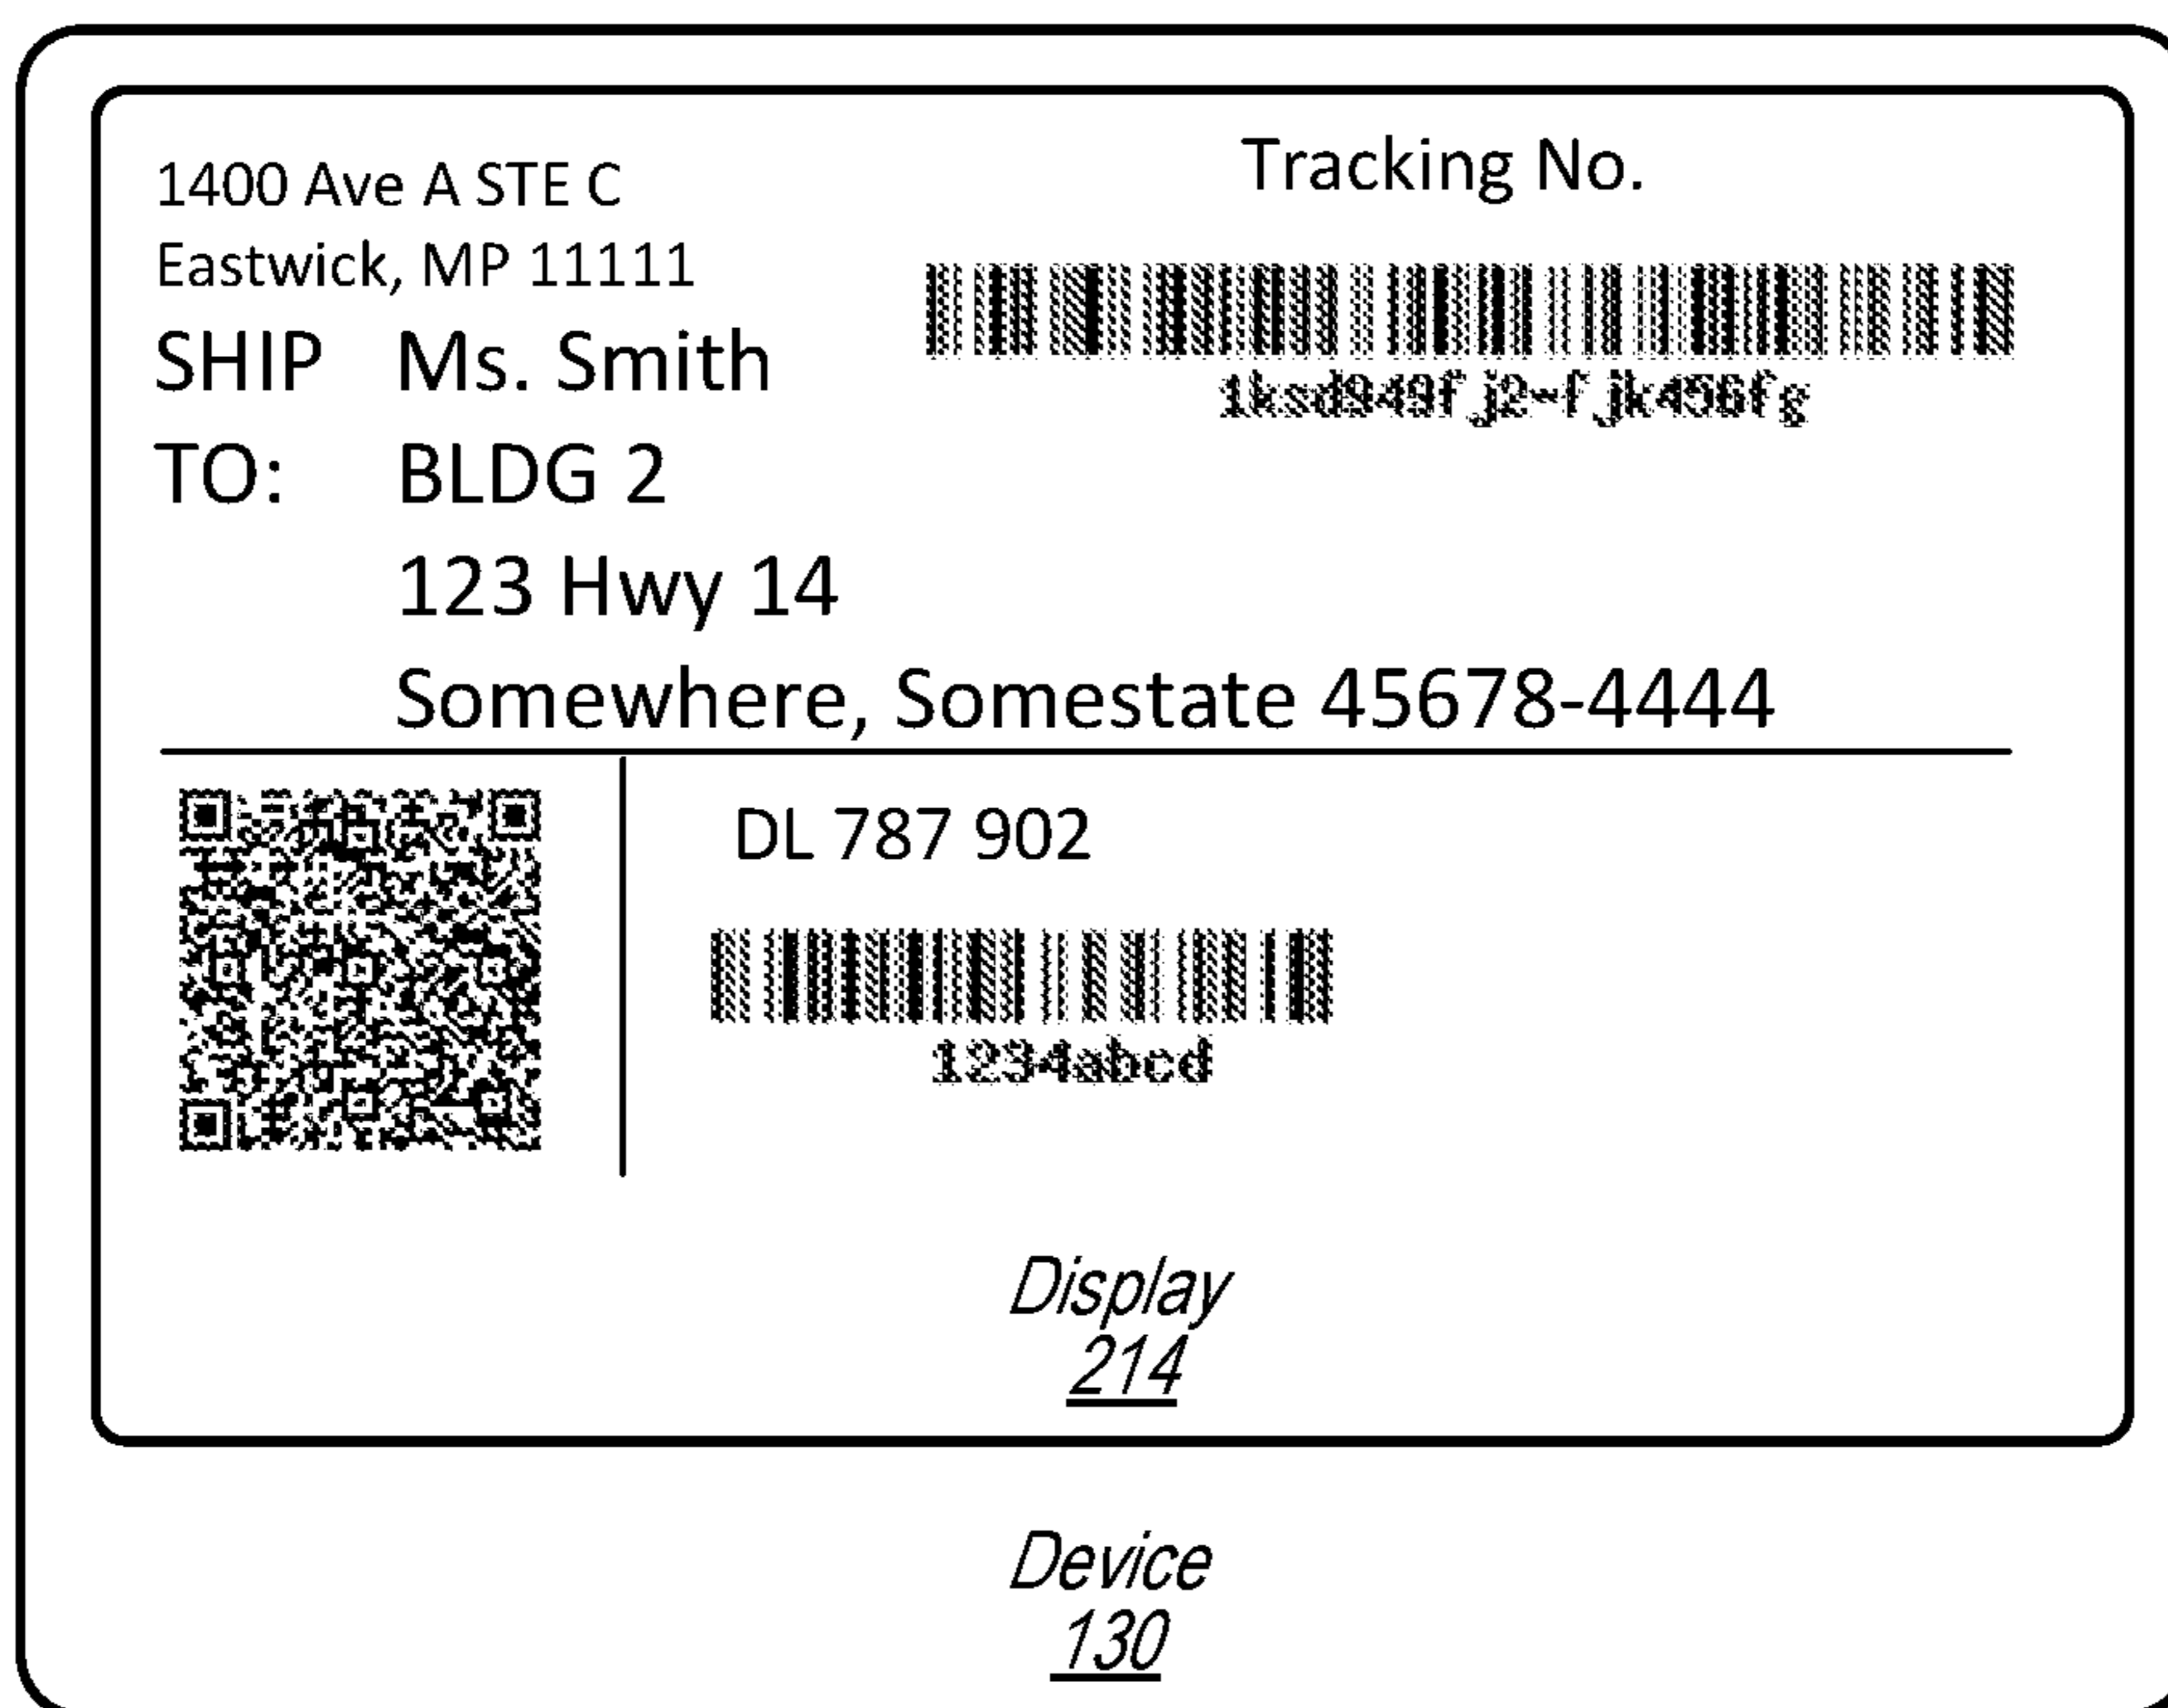 1400 Ave A STE C
Eastwick, MP 11111
Tracking No.
SHIP Ms. Smith
TO: BLDG 2
123 Hwy 14
Somewhere, Somestate 45678-4444
DL 787 902
1234abcd
Display
214
Device
130